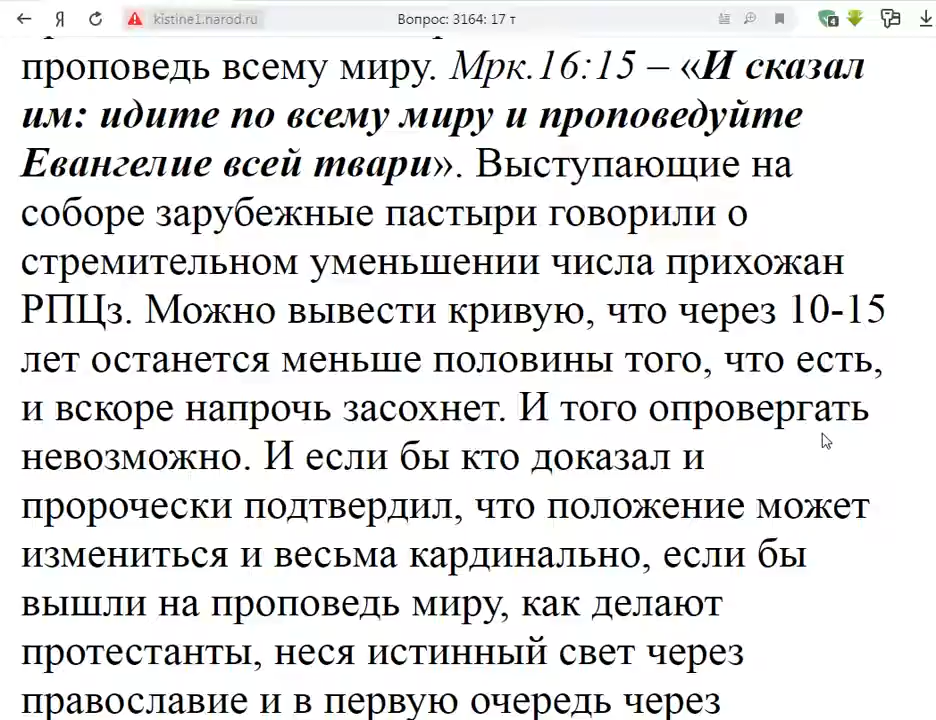 Я
kistine1.narod.ru
Вопрос: 3164: 17 т
4
проповедь всему миру. Мрк.16:15 – «И сказал
им: идите по всему миру и проповедуйте
Евангелие всей твари». Выступающие на
соборе зарубежные пастыри говорили о
стремительном уменьшении числа прихожан
РПЦз. Можно вывести кривую, что через 10-15
лет останется меньше половины того, что есть,
и вскоре напрочь засохнет. И того опровергать
невозможно. И если бы кто доказал и
пророчески подтвердил, что положение может
измениться и весьма кардинально, если бы
вышли на проповедь миру, как делают
протестанты, неся истинный свет через
православие и в первую очередь через